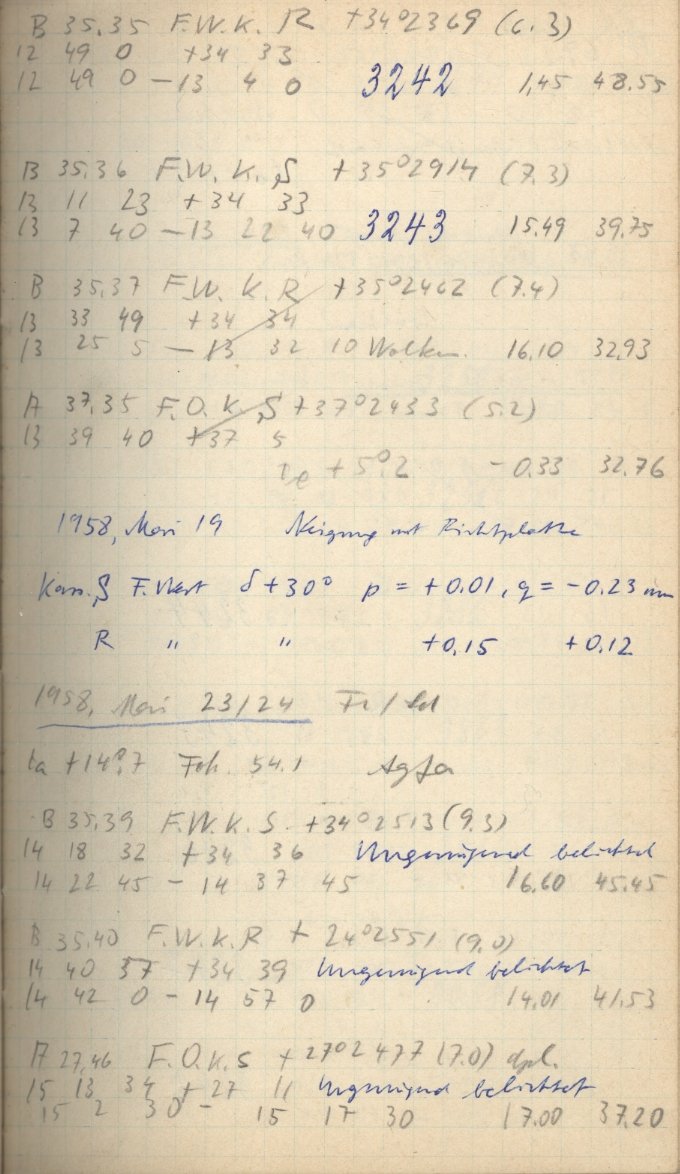 B 35.35 F.W.K. R +34°2369 (6.3)
12 49 0 +34 33
12 49 0 – 13 4 0 3242 1,45 48.55
B 35.36 F.W.K. S +35°2914 (7.3)
13 11 23 +34 33
13 7 40 – 13 22 40 3243 15.49 39.75
B 35.37 F.W.K. R +35°2462 (7.4)
13 33 49 +34 34
13 25 5 – 13 32 10 Wolken 16.10 32.93
A 37.35 F.O.K. S +37°2433 (5.2)
13 39 40 +37 5
te +5°.2 – 0.33 32.76
1958, Mai 19 Neigung mit Richtplatte
Kass. S F. West δ +30° p = +0.01, q = –0.23 mm
R " " +0.15 +0.12
1958, Mai 23/24
ta +14°.7 Fok. 54.1 Agfa
B 35.39 F.W.K. S. +34°2513 (9.3)
14 18 32 +34 36 Ungenügend belichtet
14 22 45 – 14 37 45 16.60 45.45
B 35.40 F.W.K. R + 24°2551 (9.0)
14 40 37 +34 39 Ungenügend belichtet
14 42 0 – 14 57 0 14.01 41.53
A 27.46 F.O.K. S +27°2477 (7.0) dpl.
15 13 34 +27 11 Ungenügend belichtet
15 2 30 – 15 17 30 17.00 37.20